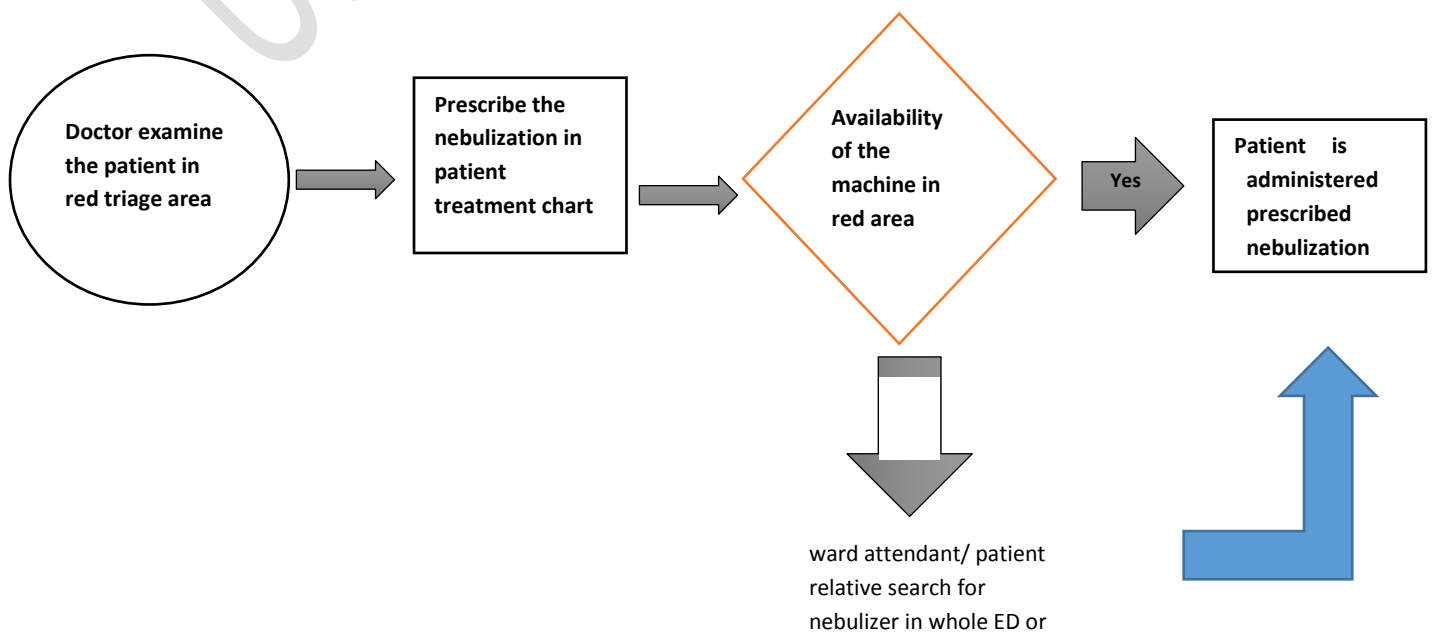 Doctor examine
the patient in
red triage area
Prescribe the
nebulization in
patient
treatment chart
Availability
of the
machine in
red area
Yes
Patient is
administered
prescribed
nebulization
ward attendant/ patient
relative search for
nebulizer in whole ED or